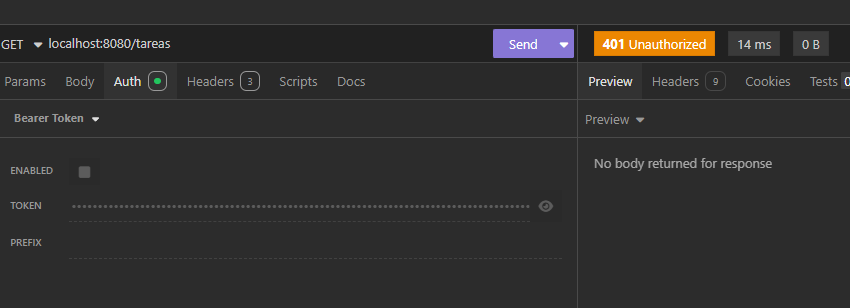 GET localhost:8080/tareas Send 401 Unauthorized 14 ms 0 B
Params Body Auth Headers 3 Scripts Docs Preview Headers 9 Cookies Tests 0
Bearer Token Preview
ENABLED
No body returned for response
TOKEN ••••••••••••••••••••••••••••••••••••••••••••••••••••••••••••••••••••••••••••••••
PREFIX